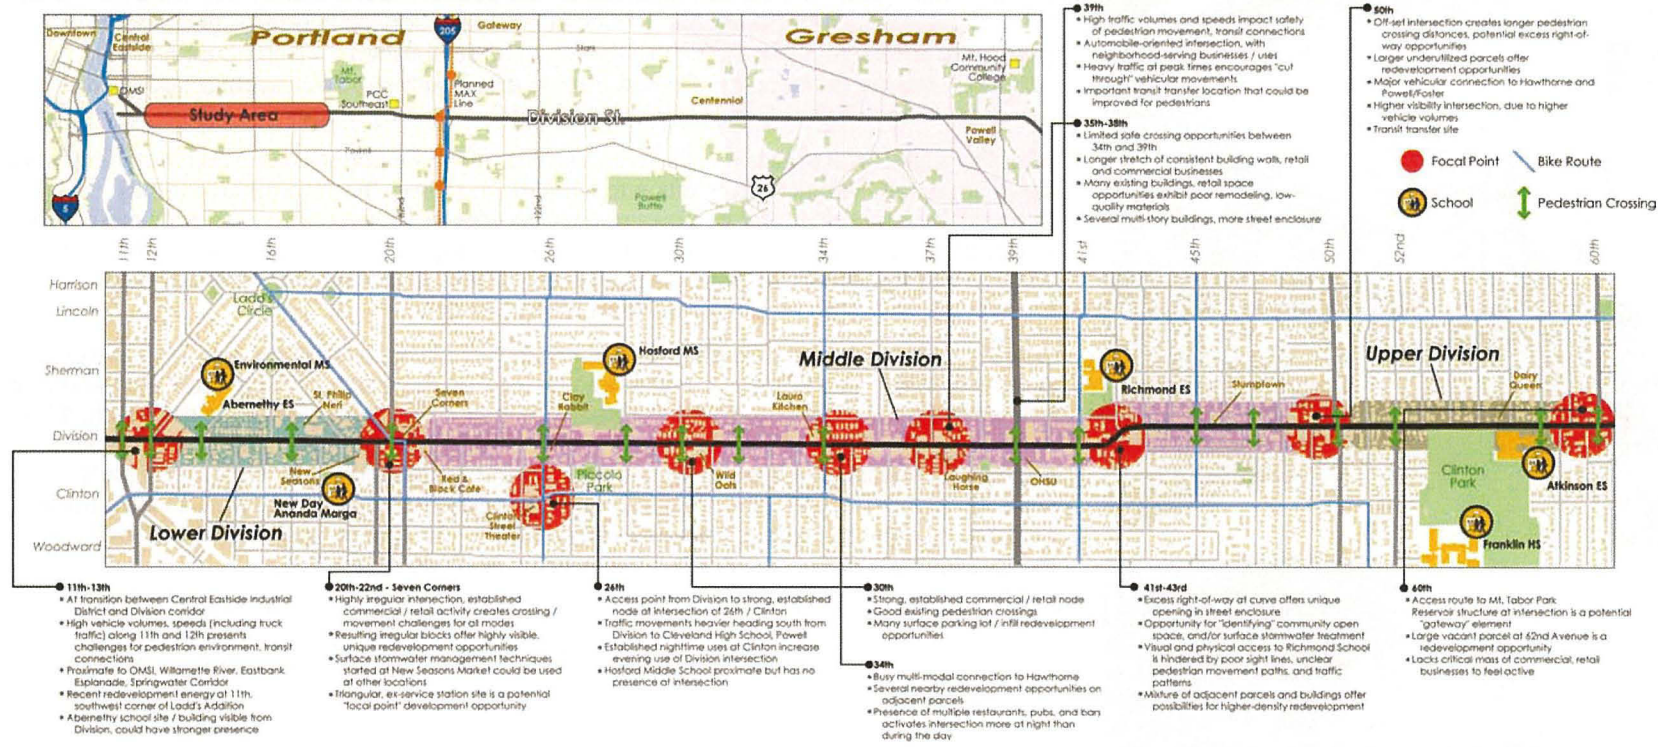 Downtown
Central
Eastside
Portland
205
Gateway
Gresham
Stark
Mt. Hood
Community
College
Mt.
Tabor
OMSI
PCC
Southeast
Planned
MAX
Line
Centennial
Study Area
Division St.
Powell
Valley
Powell
26
Powell
Butte
82nd
122nd
5
39th
• High traffic volumes and speeds impact safety
of pedestrian movement, transit connections
• Automobile-oriented intersection, with
neighborhood-serving businesses / uses
• Heavy traffic at peak times encourages "cut
through" vehicular movements
• Important transit transfer location that could be
improved for pedestrians
35th-38th
• Limited safe crossing opportunities between
34th and 39th
• Longer stretch of consistent building walls, retail
and commercial businesses
• Many existing buildings, retail space
opportunities exhibit poor remodeling, low-
quality materials
• Several multi-story buildings, more street enclosure
50th
• Off-set intersection creates longer pedestrian
crossing distances, potential excess right-of-
way opportunities
• Larger underutilized parcels offer
redevelopment opportunities
• Major vehicular connection to Hawthorne and
Powell/Foster
• Higher visibility intersection, due to higher
vehicle volumes
• Transit transfer site
Focal Point
Bike Route
School
Pedestrian Crossing
11th
12th
16th
20th
26th
30th
34th
37th
39th
41st
45th
50th
52nd
60th
Harrison
Lincoln
Sherman
Division
Clinton
Woodward
Ladd's
Circle
Environmental MS
Abernethy ES
St. Philip
Neri
Seven
Corners
Hosford MS
Clay
Rabbit
Lauro
Kitchen
Middle Division
Richmond ES
Stumptown
Upper Division
Dairy
Queen
New
Seasons
New Day
Ananda Marga
Lower Division
Red &
Black Cafe
Clinton
Street
Theater
Piccolo
Park
Wild
Oats
Laughing
Horse
OHSU
Clinton
Park
Atkinson ES
Franklin HS
11th-13th
• At transition between Central Eastside Industrial
District and Division corridor
• High vehicle volumes, speeds (including truck
traffic) along 11th and 12th presents
challenges for pedestrian environment, transit
connections
• Proximate to OMSI, Willamette River, Eastbank
Esplanade, Springwater Corridor
• Recent redevelopment energy at 11th,
southwest corner of Ladd's Addition
• Abernethy school site / building visible from
Division, could have stronger presence
20th-22nd - Seven Corners
• Highly irregular intersection, established
commercial / retail activity creates crossing /
movement challenges for all modes
• Resulting irregular blocks offer highly visible,
unique redevelopment opportunities
• Surface stormwater management techniques
started at New Seasons Market could be used
at other locations
• Triangular, ex-service station site is a potential
"focal point" development opportunity
26th
• Access point from Division to strong, established
node at intersection of 26th / Clinton
• Traffic movements heavier heading south from
Division to Cleveland High School, Powell
• Established nighttime uses at Clinton increase
evening use of Division intersection
• Hosford Middle School proximate but has no
presence at intersection
30th
• Strong, established commercial / retail node
• Good existing pedestrian crossings
• Many surface parking lot / infill redevelopment
opportunities
34th
• Busy multi-modal connection to Hawthorne
• Several nearby redevelopment opportunities on
adjacent parcels
• Presence of multiple restaurants, pubs, and bars
activates intersection more at night than
during the day
41st-43rd
• Excess right-of-way at curve offers unique
opening in street enclosure
• Opportunity for "identifying" community open
space, and/or surface stormwater treatment
• Visual and physical access to Richmond School
is hindered by poor sight lines, unclear
pedestrian movement paths, and traffic
patterns
• Mixture of adjacent parcels and buildings offer
possibilities for higher-density redevelopment
60th
• Access route to Mt. Tabor Park
Reservoir structure at intersection is a potential
"gateway" element
• Large vacant parcel at 62nd Avenue is a
redevelopment opportunity
• Lacks critical mass of commercial, retail
businesses to feel active